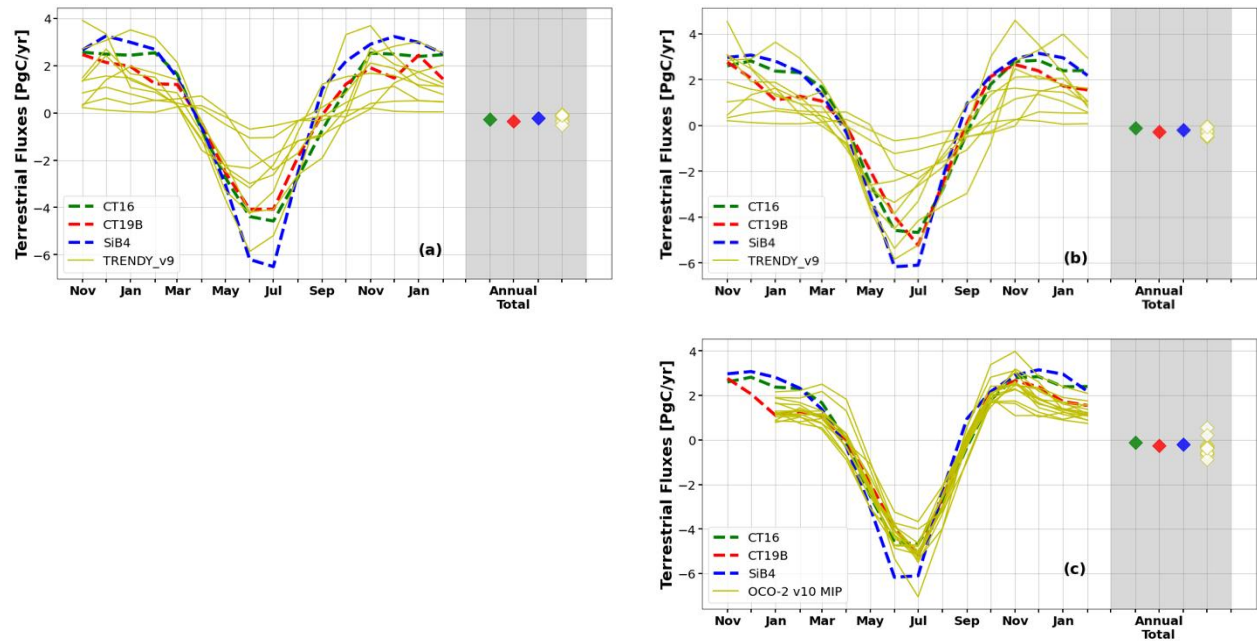 Terrestrial Fluxes [PgC/yr]
4
2
0
−2
−4
−6
CT16
CT19B
SiB4
TRENDY_v9
(a)
Nov Jan Mar May Jul Sep Nov Jan Annual Total
Terrestrial Fluxes [PgC/yr]
4
2
0
−2
−4
−6
CT16
CT19B
SiB4
TRENDY_v9
(b)
Nov Jan Mar May Jul Sep Nov Jan Annual Total
Terrestrial Fluxes [PgC/yr]
4
2
0
−2
−4
−6
CT16
CT19B
SiB4
OCO-2 v10 MIP
(c)
Nov Jan Mar May Jul Sep Nov Jan Annual Total